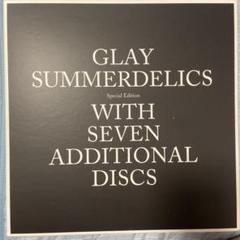 GLAY
SUMMERDELICS
Special Edition
WITH
SEVEN
ADDITIONAL
DISCS